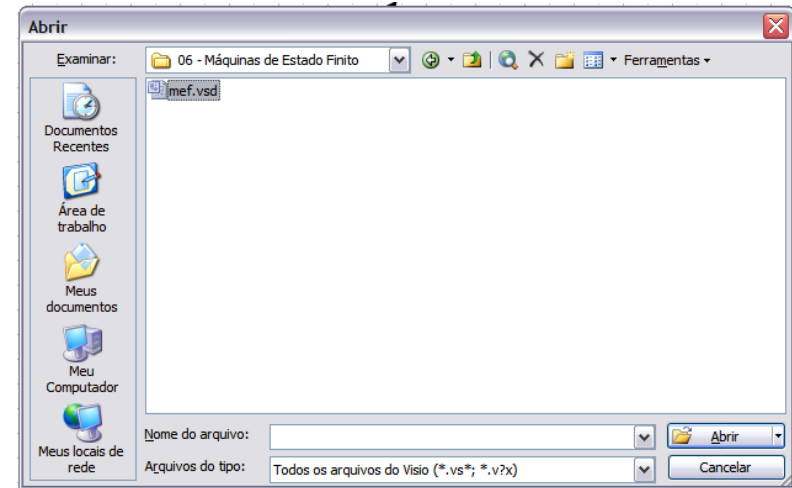 Abrir
Examinar:
06 - Máquinas de Estado Finito
Ferramentas
mef.vsd
Documentos
Recentes
Área de
trabalho
Meus
documentos
Meu
Computador
Meus locais de
rede
Nome do arquivo:
Abrir
Arquivos do tipo:
Todos os arquivos do Visio (*.vs*; *.v?x)
Cancelar